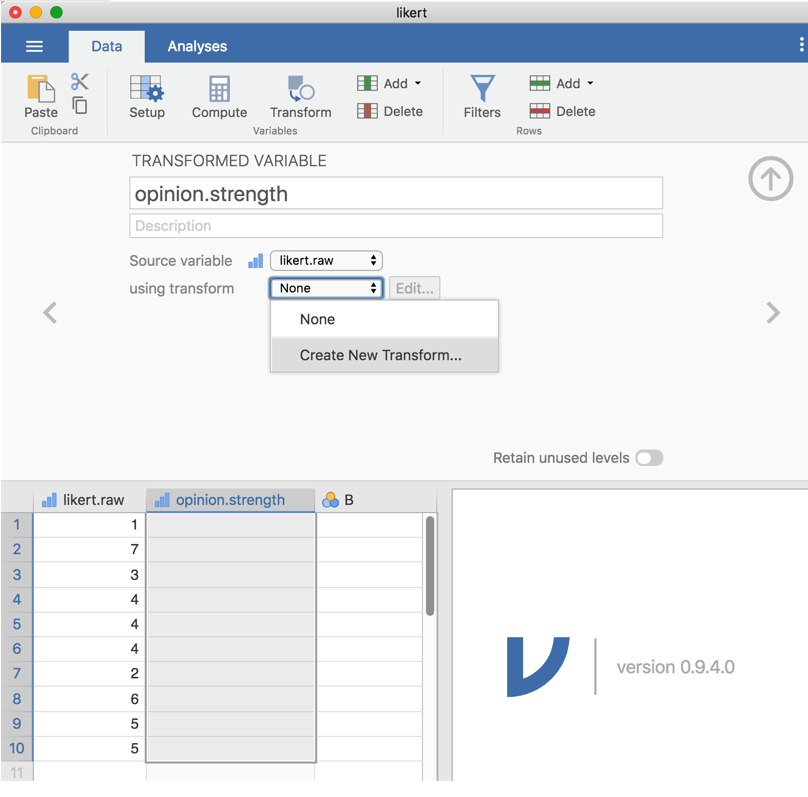 likert
Data Analyses
Paste Setup Compute Transform Add Delete Filters Add Delete
Clipboard Variables Rows
TRANSFORMED VARIABLE
opinion.strength
Description
Source variable likert.raw
using transform None Edit...
None
Create New Transform...
Retain unused levels
likert.raw opinion.strength B
1 1
2 7
3 3
4 4
5 4
6 4
7 2
8 6
9 5
10 5
11
version 0.9.4.0